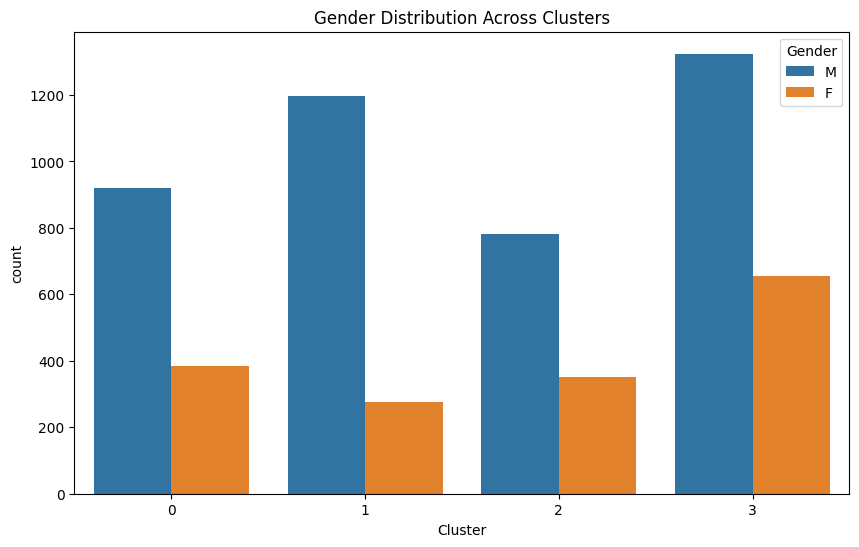 Gender Distribution Across Clusters
Gender
M
F
1200
1000
800
600
400
200
0
count
0 1 2 3
Cluster